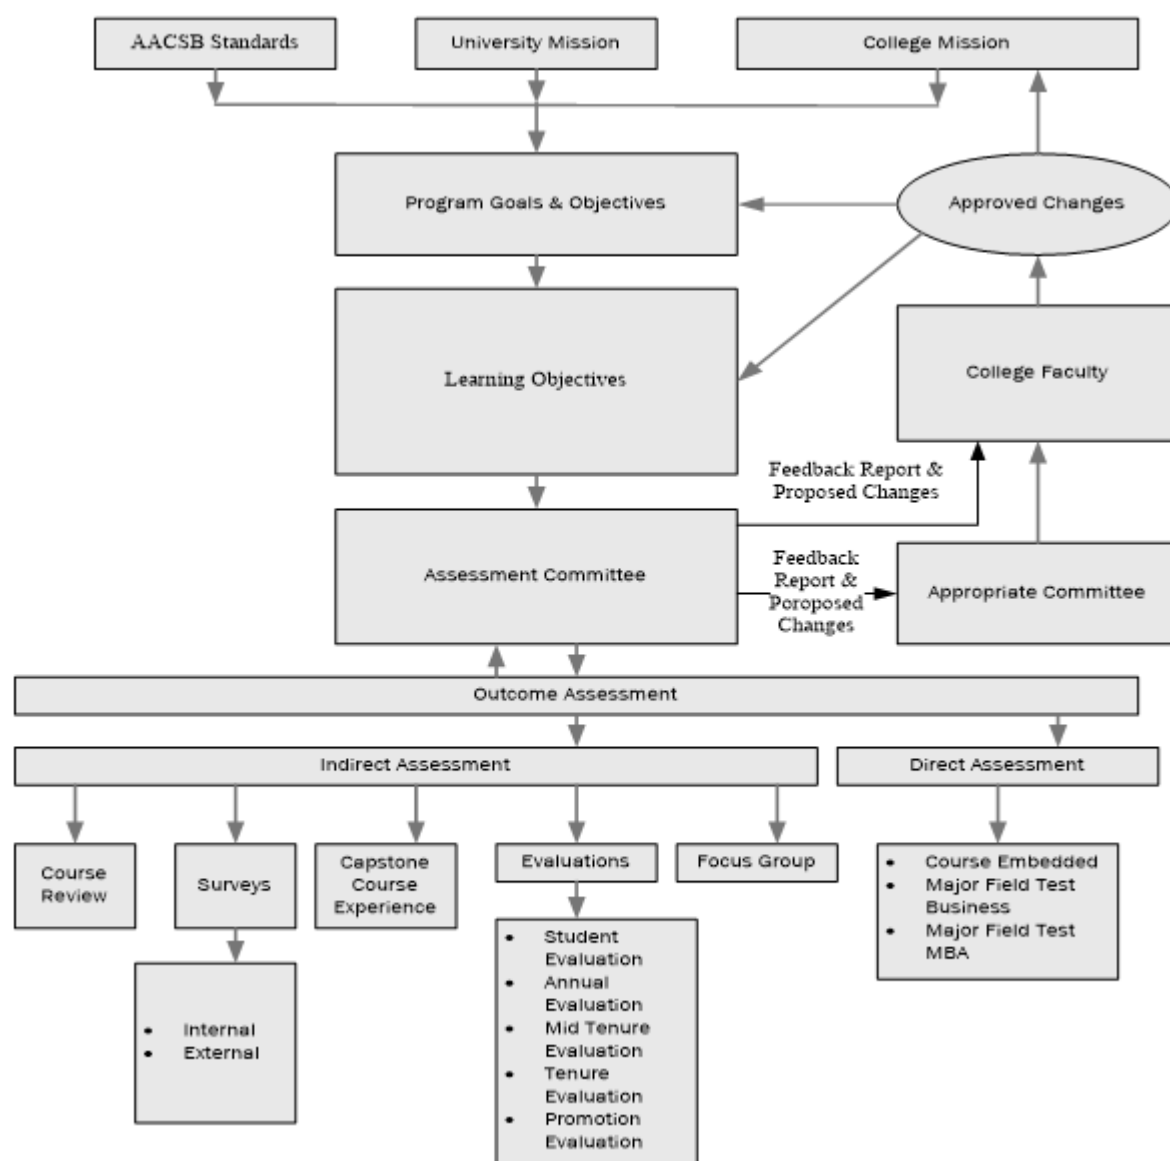 AACSB Standards
University Mission
College Mission
Program Goals & Objectives
Approved Changes
Learning Objectives
College Faculty
Feedback Report &
Proposed Changes
Assessment Committee
Feedback
Report &
Poroposed
Changes
Appropriate Committee
Outcome Assessment
Indirect Assessment
Direct Assessment
Course
Review
Surveys
Capstone
Course
Experience
Evaluations
Focus Group
• Course Embedded
• Major Field Test
Business
• Major Field Test
MBA
• Internal
• External
• Student
Evaluation
• Annual
Evaluation
• Mid Tenure
Evaluation
• Tenure
Evaluation
• Promotion
Evaluation